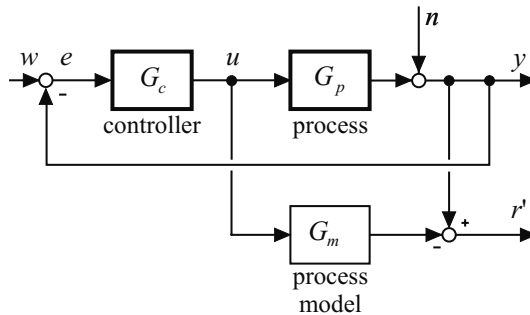 n
w e G_c u G_p y
-
controller process
G_m + r'
-
process
model